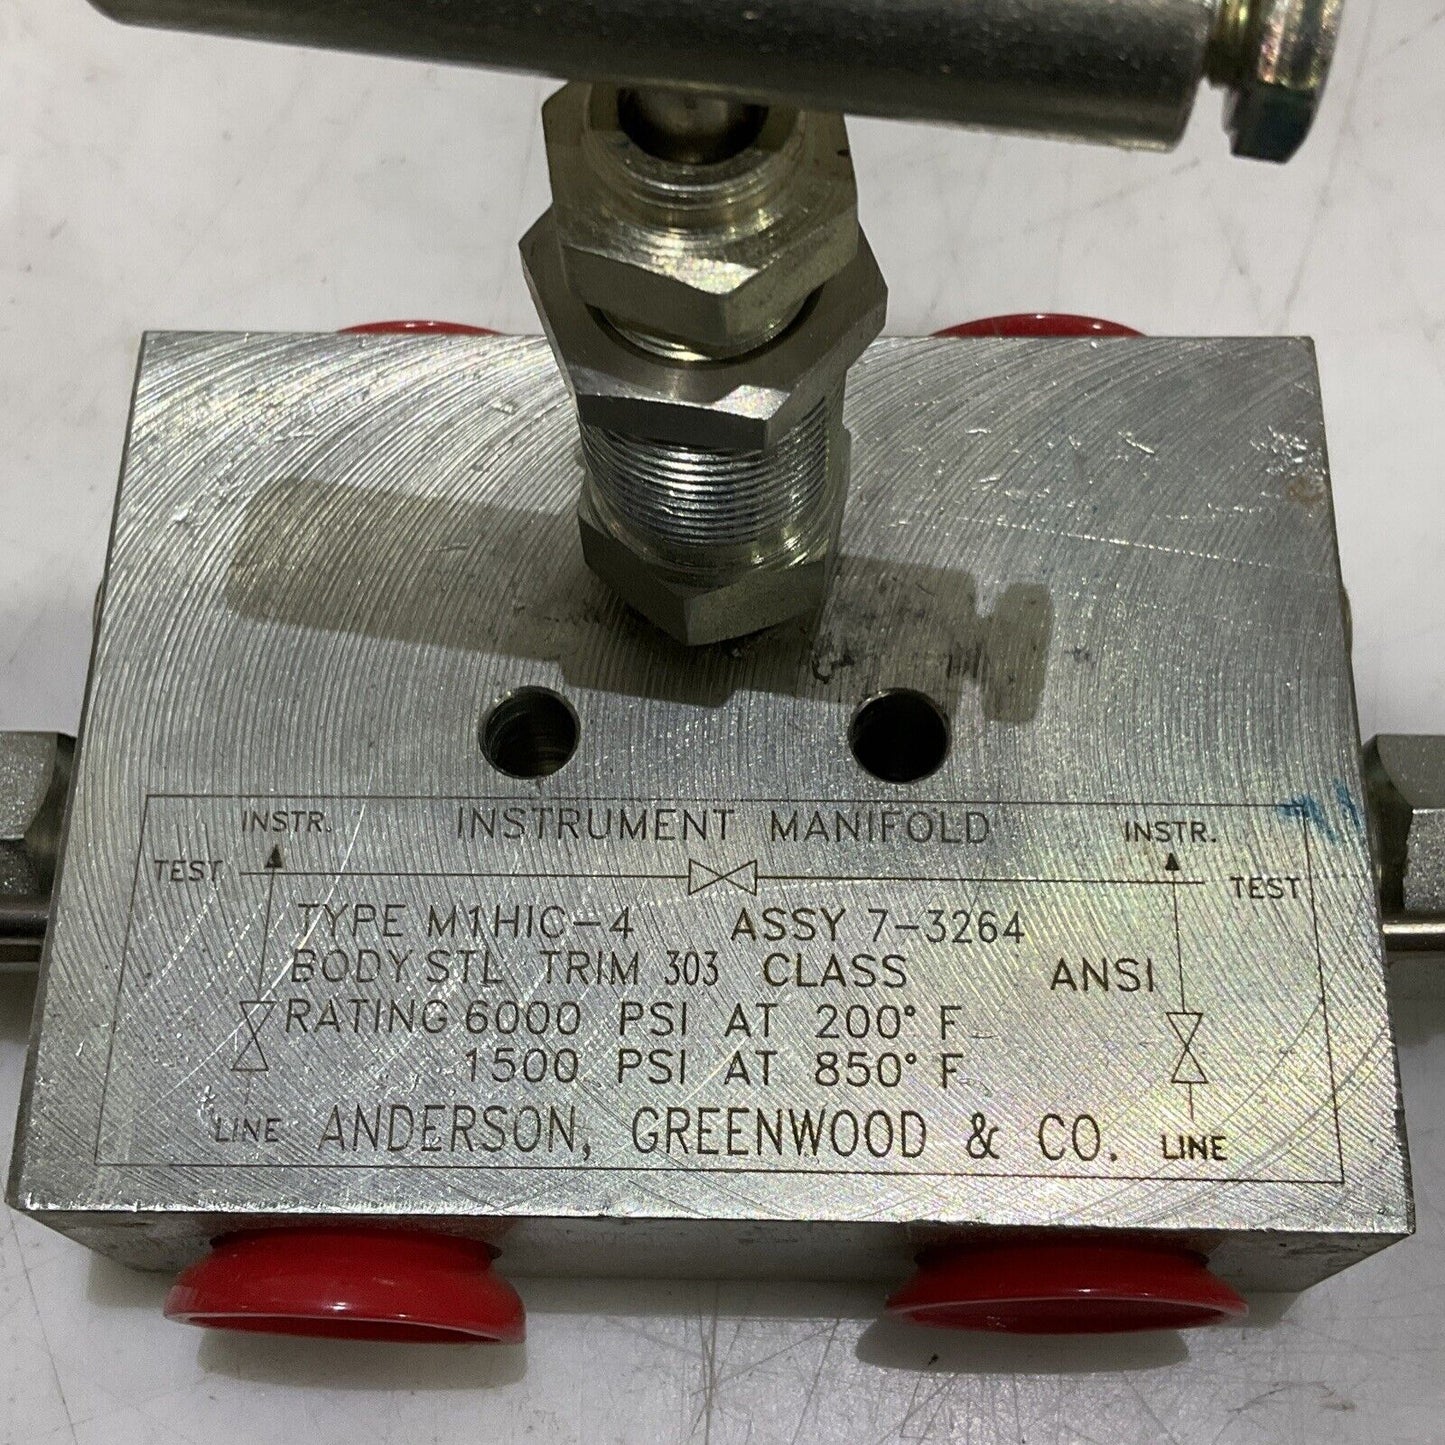 INSTR. INSTRUMENT MANIFOLD INSTR.
TEST TEST
TYPE M1HIC-4 ASSY 7-3264
BODY STL TRIM 303 CLASS ANSI
RATING 6000 PSI AT 200° F
1500 PSI AT 850° F
LINE ANDERSON, GREENWOOD & CO. LINE